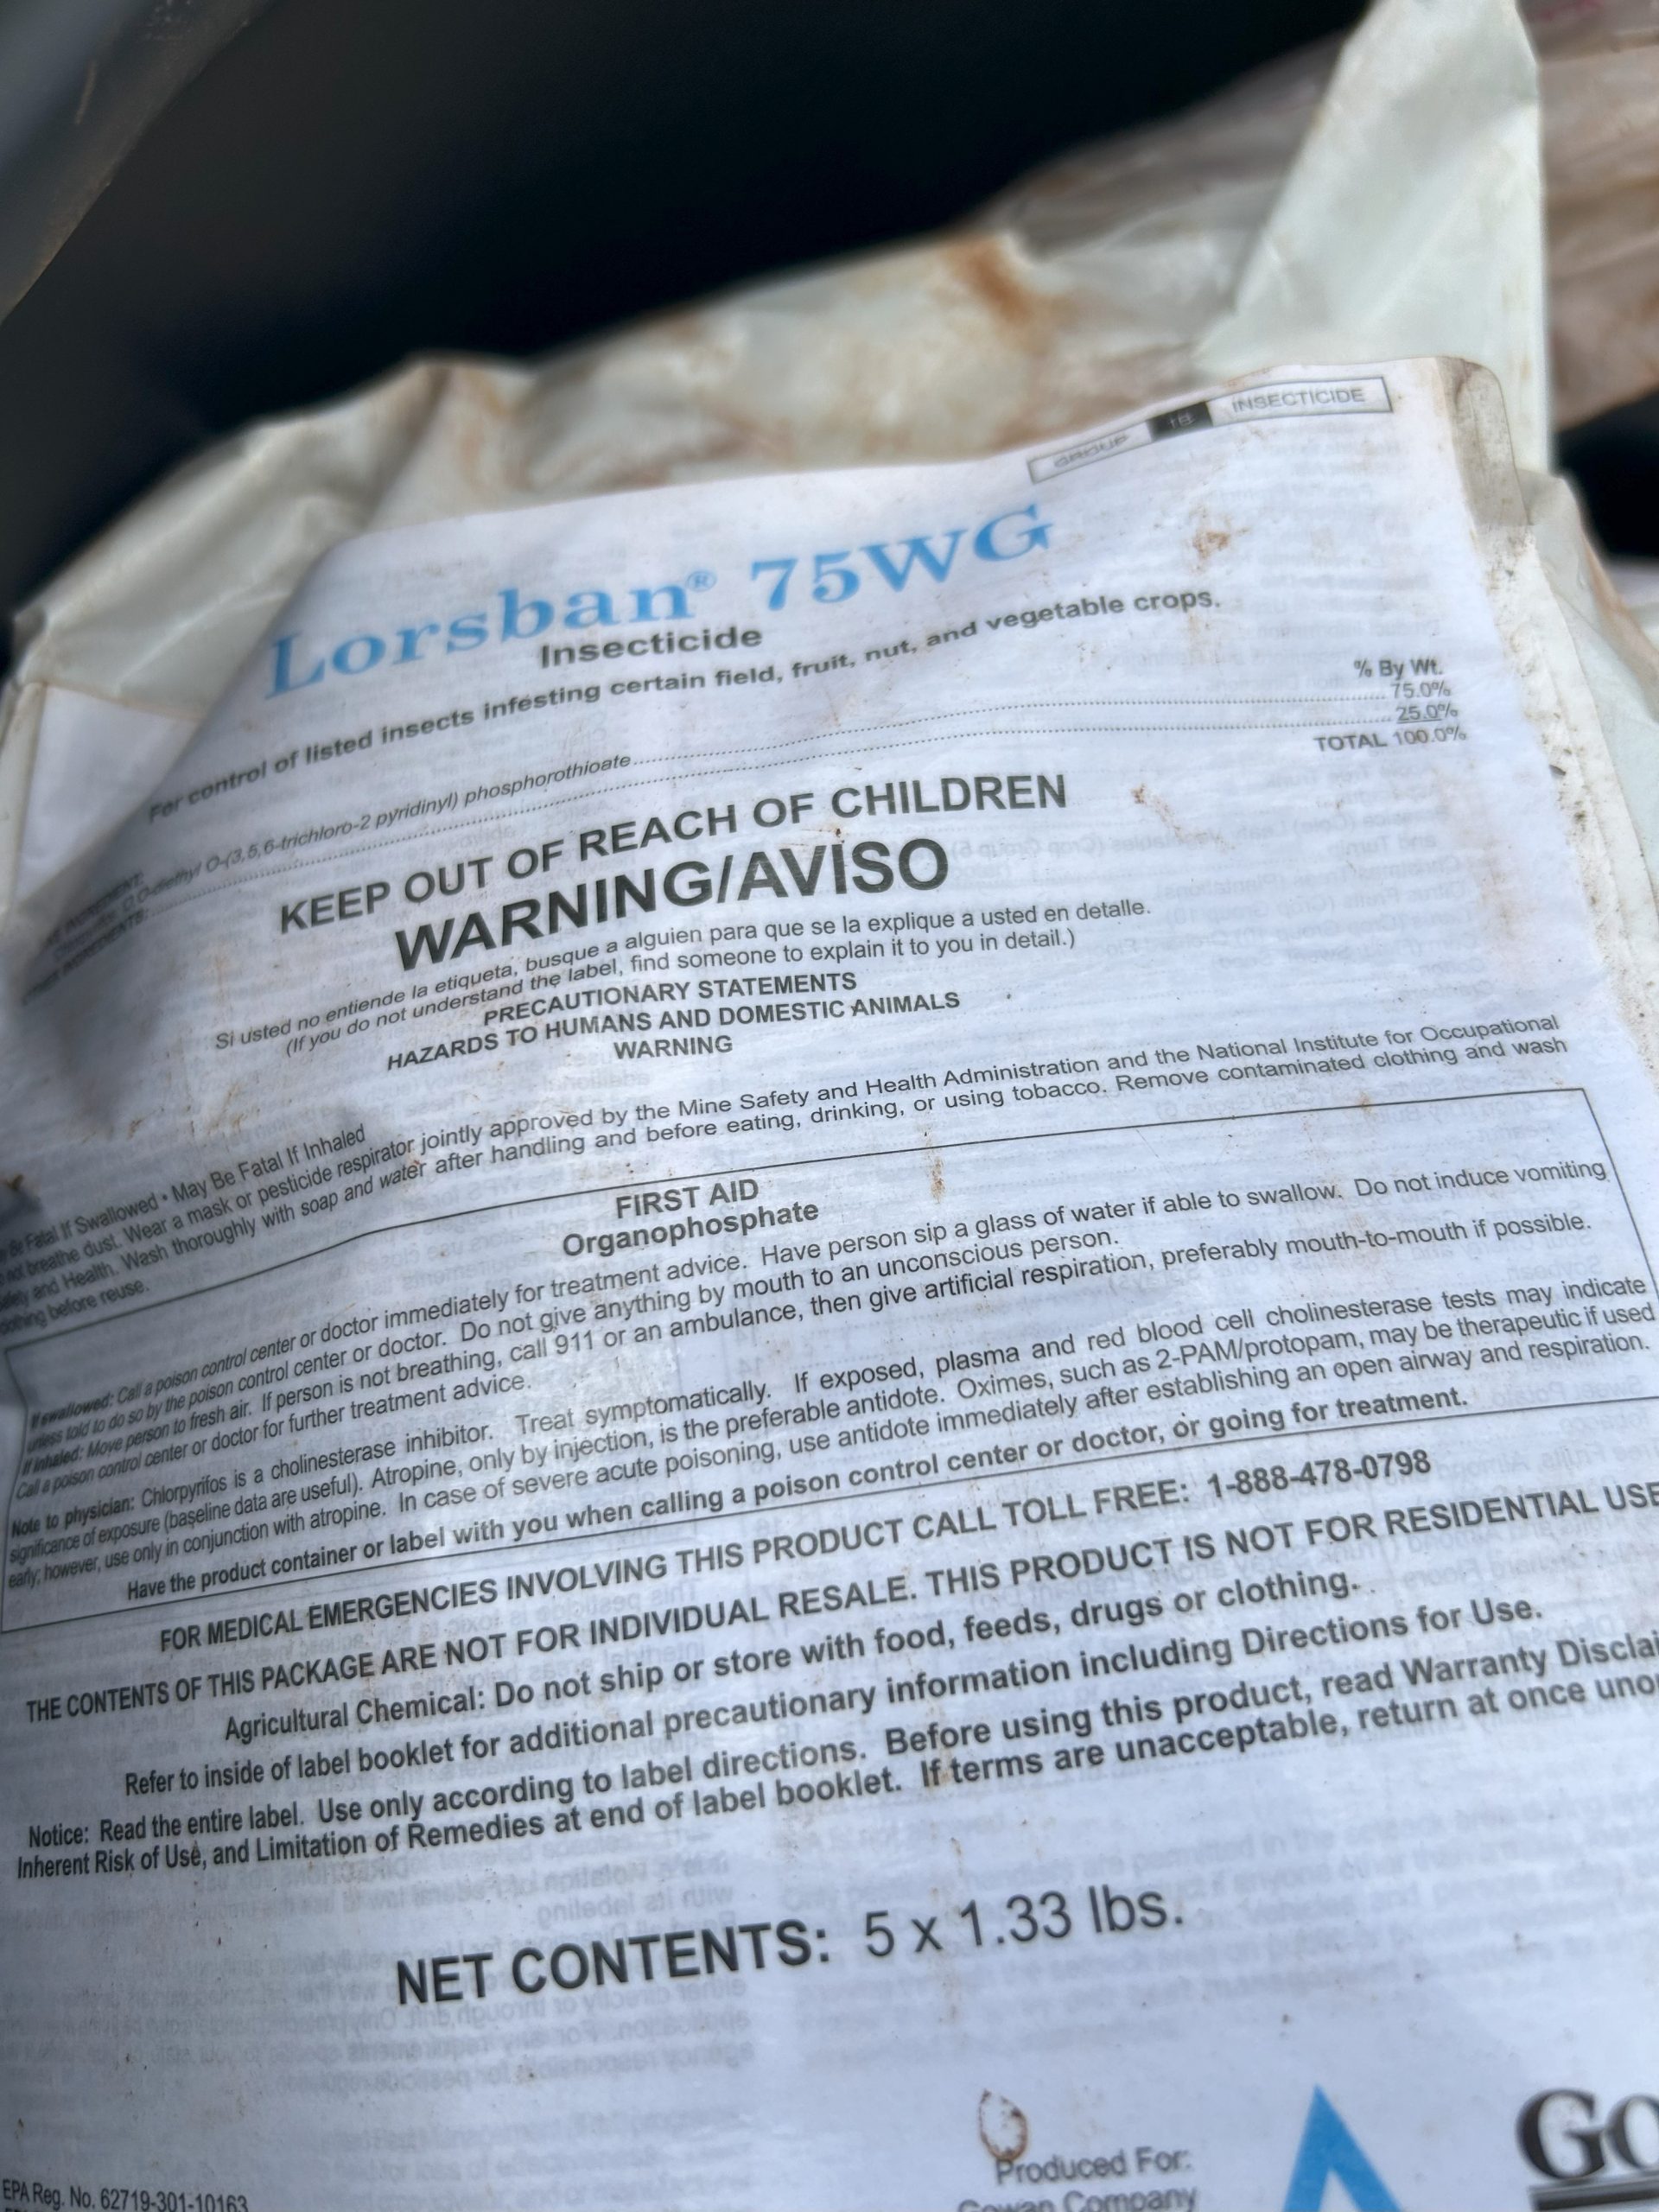 GROUP 1B INSECTICIDE
Lorsban® 75WG
Insecticide
For control of listed insects infesting certain field, fruit, nut, and vegetable crops.
% By Wt.
INGREDIENT:
O,O-diethyl O-(3,5,6-trichloro-2 pyridinyl) phosphorothioate 75.0%
INGREDIENTS: 25.0%
TOTAL 100.0%
KEEP OUT OF REACH OF CHILDREN
WARNING/AVISO
Si usted no entiende la etiqueta, busque a alguien para que se la explique a usted en detalle.
(If you do not understand the label, find someone to explain it to you in detail.)
PRECAUTIONARY STATEMENTS
HAZARDS TO HUMANS AND DOMESTIC ANIMALS
WARNING
Fatal If Swallowed • May Be Fatal If Inhaled
not breathe dust. Wear a mask or pesticide respirator jointly approved by the Mine Safety and Health Administration and the National Institute for Occupational
and Health. Wash thoroughly with soap and water after handling and before eating, drinking, or using tobacco. Remove contaminated clothing and wash
clothing before reuse.
FIRST AID
Organophosphate
If swallowed: Call a poison control center or doctor immediately for treatment advice. Have person sip a glass of water if able to swallow. Do not induce vomiting
unless told to do so by the poison control center or doctor. Do not give anything by mouth to an unconscious person.
If inhaled: Move person to fresh air. If person is not breathing, call 911 or an ambulance, then give artificial respiration, preferably mouth-to-mouth if possible.
Call a poison control center or doctor for further treatment advice.
Note to physician: Chlorpyrifos is a cholinesterase inhibitor. Treat symptomatically. If exposed, plasma and red blood cell cholinesterase tests may indicate
significance of exposure (baseline data are useful). Atropine, only by injection, is the preferable antidote. Oximes, such as 2-PAM/protopam, may be therapeutic if used
early; however, use only in conjunction with atropine. In case of severe acute poisoning, use antidote immediately after establishing an open airway and respiration.
Have the product container or label with you when calling a poison control center or doctor, or going for treatment.
FOR MEDICAL EMERGENCIES INVOLVING THIS PRODUCT CALL TOLL FREE: 1-888-478-0798
THE CONTENTS OF THIS PACKAGE ARE NOT FOR INDIVIDUAL RESALE. THIS PRODUCT IS NOT FOR RESIDENTIAL USE
Agricultural Chemical: Do not ship or store with food, feeds, drugs or clothing.
Refer to inside of label booklet for additional precautionary information including Directions for Use.
Notice: Read the entire label. Use only according to label directions. Before using this product, read Warranty Disclai
Inherent Risk of Use, and Limitation of Remedies at end of label booklet. If terms are unacceptable, return at once uno
NET CONTENTS: 5 x 1.33 lbs.
EPA Reg. No. 62719-301-10163
Produced For:
Gowan Company
Go